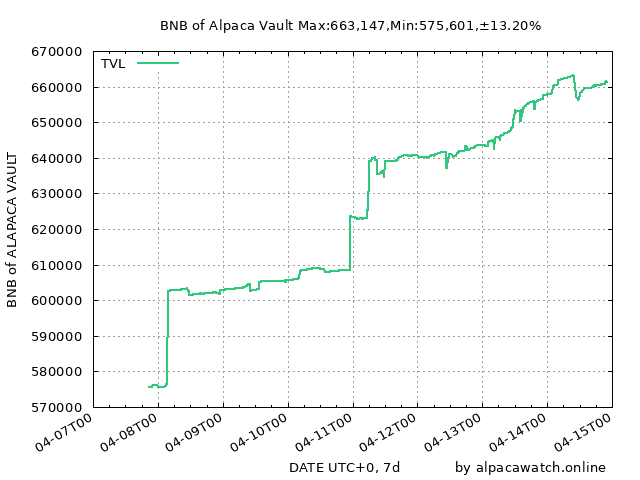 BNB of Alpaca Vault Max:663,147,Min:575,601,±13.20%
TVL
BNB of ALAPACA VAULT
670000
660000
650000
640000
630000
620000
610000
600000
590000
580000
570000
04-07T00
04-08T00
04-09T00
04-10T00
04-11T00
04-12T00
04-13T00
04-14T00
04-15T00
DATE UTC+0, 7d
by alpacawatch.online